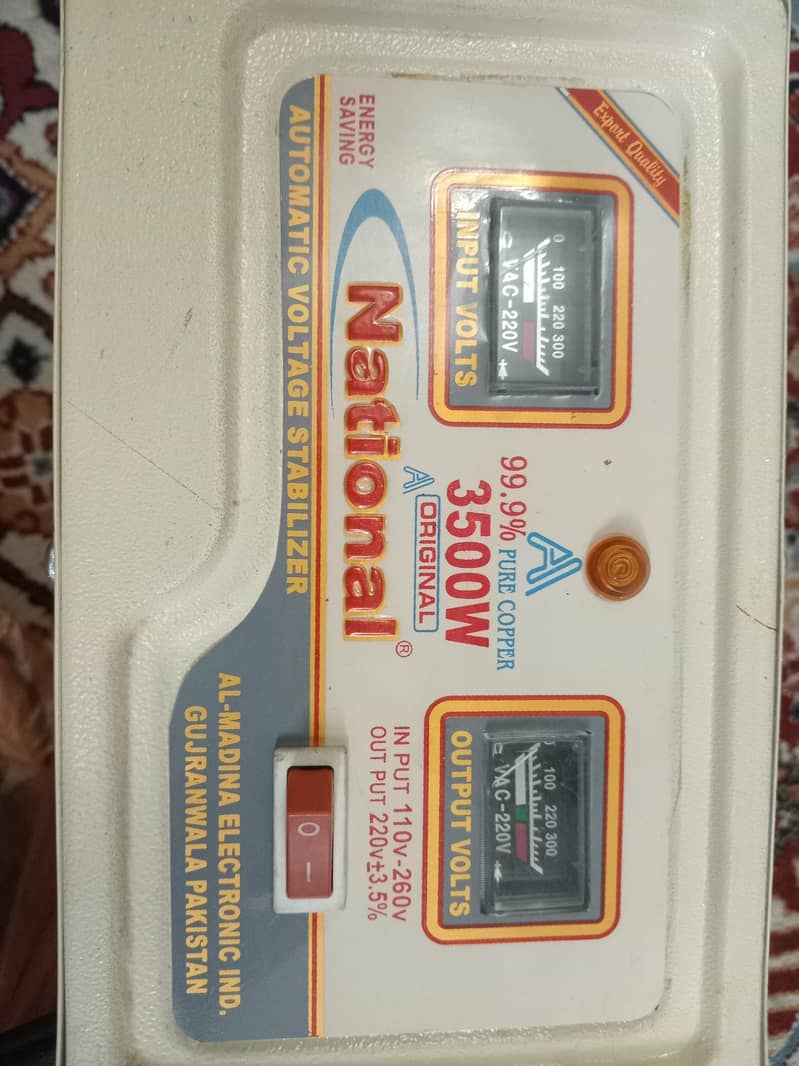 Export Quality
ENERGY
SAVING
INPUT VOLTS
0 100 220 300
VAC-220V
99.9% PURE COPPER
3500W
ORIGINAL
National®
OUTPUT VOLTS
100 220 300
VAC-220V
IN PUT 110v-260v
OUT PUT 220v±3.5%
AUTOMATIC VOLTAGE STABILIZER
O I
AL-MADINA ELECTRONIC IND.
GUJRANWALA PAKISTAN